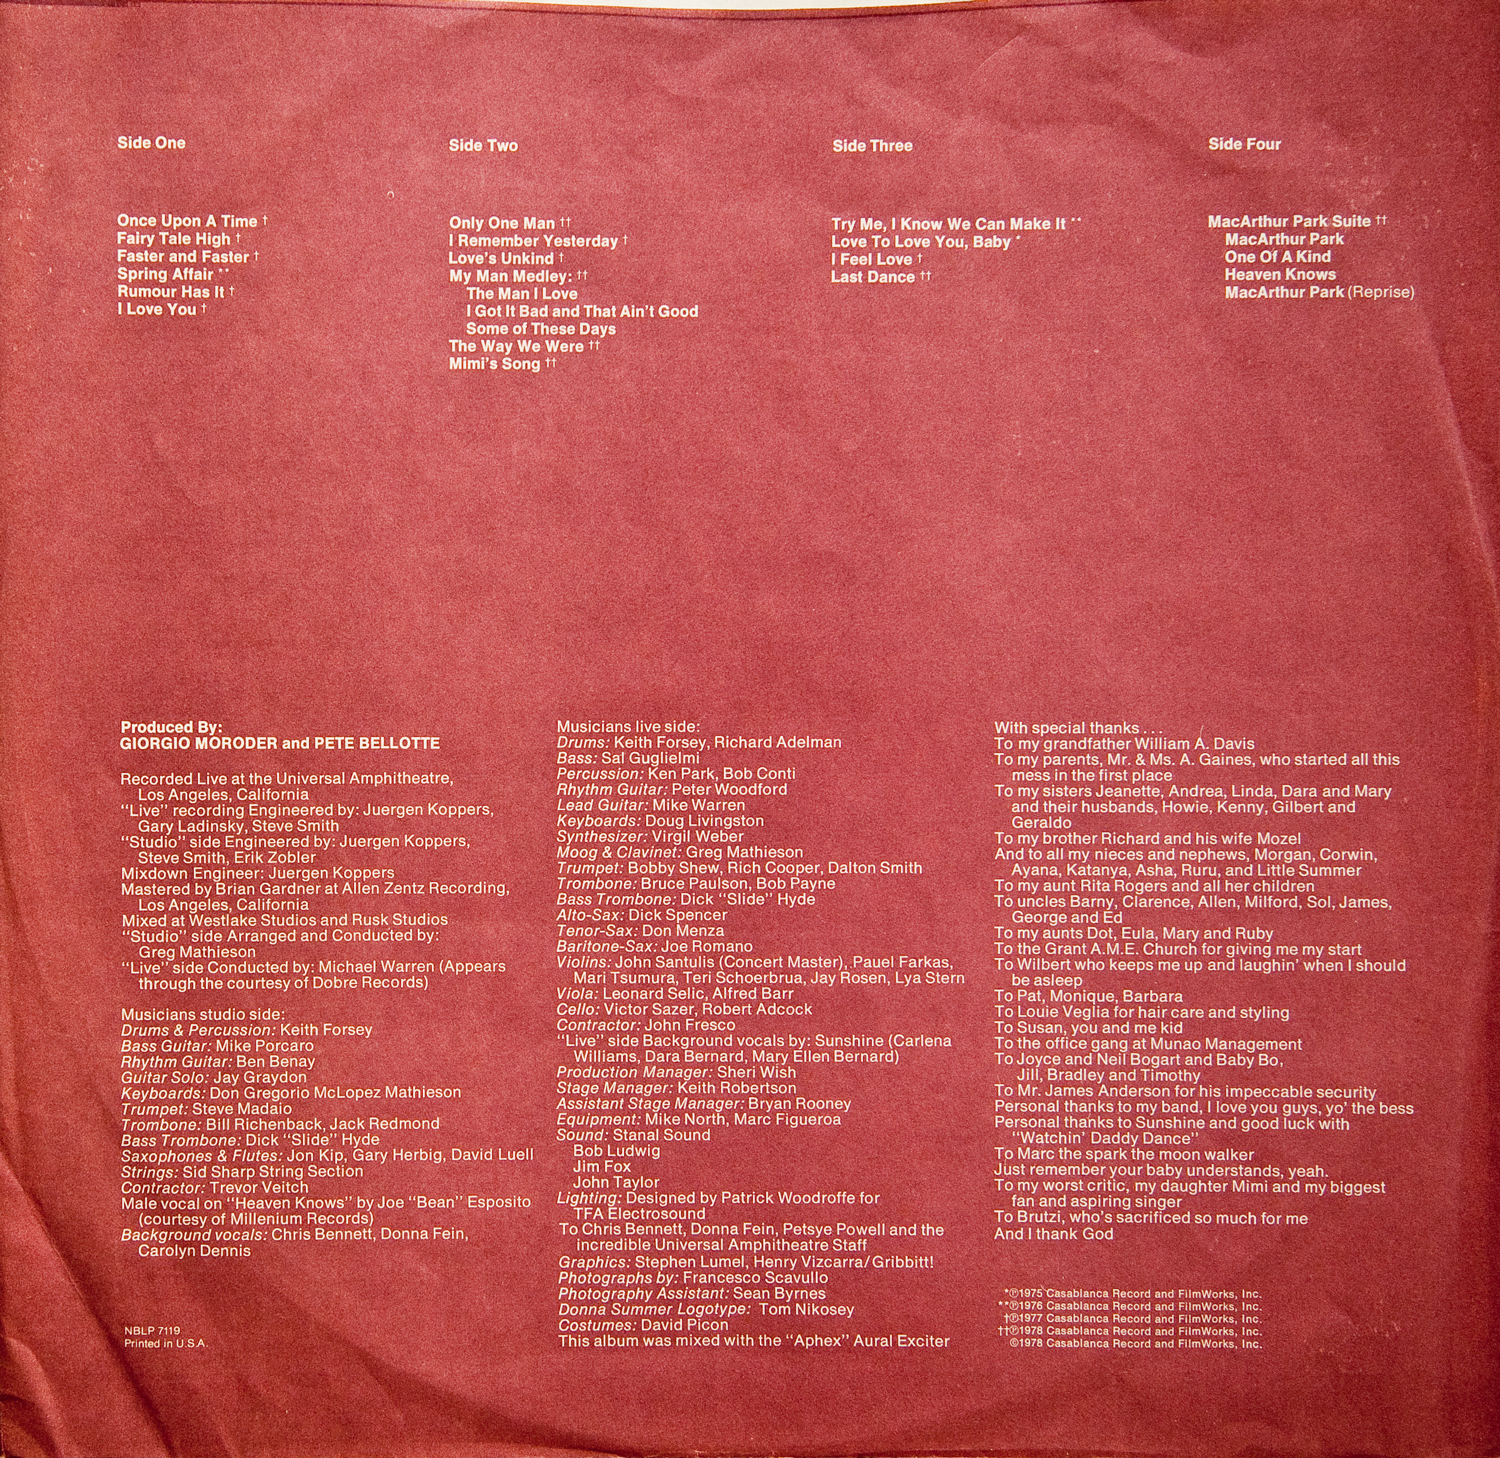 Side One
Once Upon A Time †
Fairy Tale High †
Faster and Faster †
Spring Affair **
Rumour Has It †
I Love You †
Side Two
Only One Man ††
I Remember Yesterday †
Love's Unkind †
My Man Medley: ††
The Man I Love
I Got It Bad and That Ain't Good
Some of These Days
The Way We Were ††
Mimi's Song ††
Side Three
Try Me, I Know We Can Make It **
Love To Love You, Baby *
I Feel Love †
Last Dance ††
Side Four
MacArthur Park Suite ††
MacArthur Park
One Of A Kind
Heaven Knows
MacArthur Park (Reprise)
Produced By:
GIORGIO MORODER and PETE BELLOTTE
Recorded Live at the Universal Amphitheatre,
Los Angeles, California
"Live" recording Engineered by: Juergen Koppers,
Gary Ladinsky, Steve Smith
"Studio" side Engineered by: Juergen Koppers,
Steve Smith, Erik Zobler
Mixdown Engineer: Juergen Koppers
Mastered by Brian Gardner at Allen Zentz Recording,
Los Angeles, California
Mixed at Westlake Studios and Rusk Studios
"Studio" side Arranged and Conducted by:
Greg Mathieson
"Live" side Conducted by: Michael Warren (Appears
through the courtesy of Dobre Records)
Musicians studio side:
Drums & Percussion: Keith Forsey
Bass Guitar: Mike Porcaro
Rhythm Guitar: Ben Benay
Guitar Solo: Jay Graydon
Keyboards: Don Gregorio McLopez Mathieson
Trumpet: Steve Madaio
Trombone: Bill Richenback, Jack Redmond
Bass Trombone: Dick "Slide" Hyde
Saxophones & Flutes: Jon Kip, Gary Herbig, David Luell
Strings: Sid Sharp String Section
Contractor: Trevor Veitch
Male vocal on "Heaven Knows" by Joe "Bean" Esposito
(courtesy of Millenium Records)
Background vocals: Chris Bennett, Donna Fein,
Carolyn Dennis
NBLP 7119
Printed in U.S.A.
Musicians live side:
Drums: Keith Forsey, Richard Adelman
Bass: Sal Guglielmi
Percussion: Ken Park, Bob Conti
Rhythm Guitar: Peter Woodford
Lead Guitar: Mike Warren
Keyboards: Doug Livingston
Synthesizer: Virgil Weber
Moog & Clavinet: Greg Mathieson
Trumpet: Bobby Shew, Rich Cooper, Dalton Smith
Trombone: Bruce Paulson, Bob Payne
Bass Trombone: Dick "Slide" Hyde
Alto-Sax: Dick Spencer
Tenor-Sax: Don Menza
Baritone-Sax: Joe Romano
Violins: John Santulis (Concert Master), Pauel Farkas,
Mari Tsumura, Teri Schoerbrua, Jay Rosen, Lya Stern
Viola: Leonard Selic, Alfred Barr
Cello: Victor Sazer, Robert Adcock
Contractor: John Fresco
"Live" side Background vocals by: Sunshine (Carlena
Williams, Dara Bernard, Mary Ellen Bernard)
Production Manager: Sheri Wish
Stage Manager: Keith Robertson
Assistant Stage Manager: Bryan Rooney
Equipment: Mike North, Marc Figueroa
Sound: Stanal Sound
Bob Ludwig
Jim Fox
John Taylor
Lighting: Designed by Patrick Woodroffe for
TFA Electrosound
To Chris Bennett, Donna Fein, Petsye Powell and the
incredible Universal Amphitheatre Staff
Graphics: Stephen Lumel, Henry Vizcarra/Gribbitt!
Photographs by: Francesco Scavullo
Photography Assistant: Sean Byrnes
Donna Summer Logotype: Tom Nikosey
Costumes: David Picon
This album was mixed with the "Aphex" Aural Exciter
With special thanks . . .
To my grandfather William A. Davis
To my parents, Mr. & Ms. A. Gaines, who started all this
mess in the first place
To my sisters Jeanette, Andrea, Linda, Dara and Mary
and their husbands, Howie, Kenny, Gilbert and
Geraldo
To my brother Richard and his wife Mozel
And to all my nieces and nephews, Morgan, Corwin,
Ayana, Katanya, Asha, Ruru, and Little Summer
To my aunt Rita Rogers and all her children
To uncles Barny, Clarence, Allen, Milford, Sol, James,
George and Ed
To my aunts Dot, Eula, Mary and Ruby
To the Grant A.M.E. Church for giving me my start
To Wilbert who keeps me up and laughin' when I should
be asleep
To Pat, Monique, Barbara
To Louie Veglia for hair care and styling
To Susan, you and me kid
To the office gang at Munao Management
To Joyce and Neil Bogart and Baby Bo,
Jill, Bradley and Timothy
To Mr. James Anderson for his impeccable security
Personal thanks to my band, I love you guys, yo' the bess
Personal thanks to Sunshine and good luck with
"Watchin' Daddy Dance"
To Marc the spark the moon walker
Just remember your baby understands, yeah.
To my worst critic, my daughter Mimi and my biggest
fan and aspiring singer
To Brutzi, who's sacrificed so much for me
And I thank God
*℗1975 Casablanca Record and FilmWorks, Inc.
**℗1976 Casablanca Record and FilmWorks, Inc.
†℗1977 Casablanca Record and FilmWorks, Inc.
††℗1978 Casablanca Record and FilmWorks, Inc.
©1978 Casablanca Record and FilmWorks, Inc.